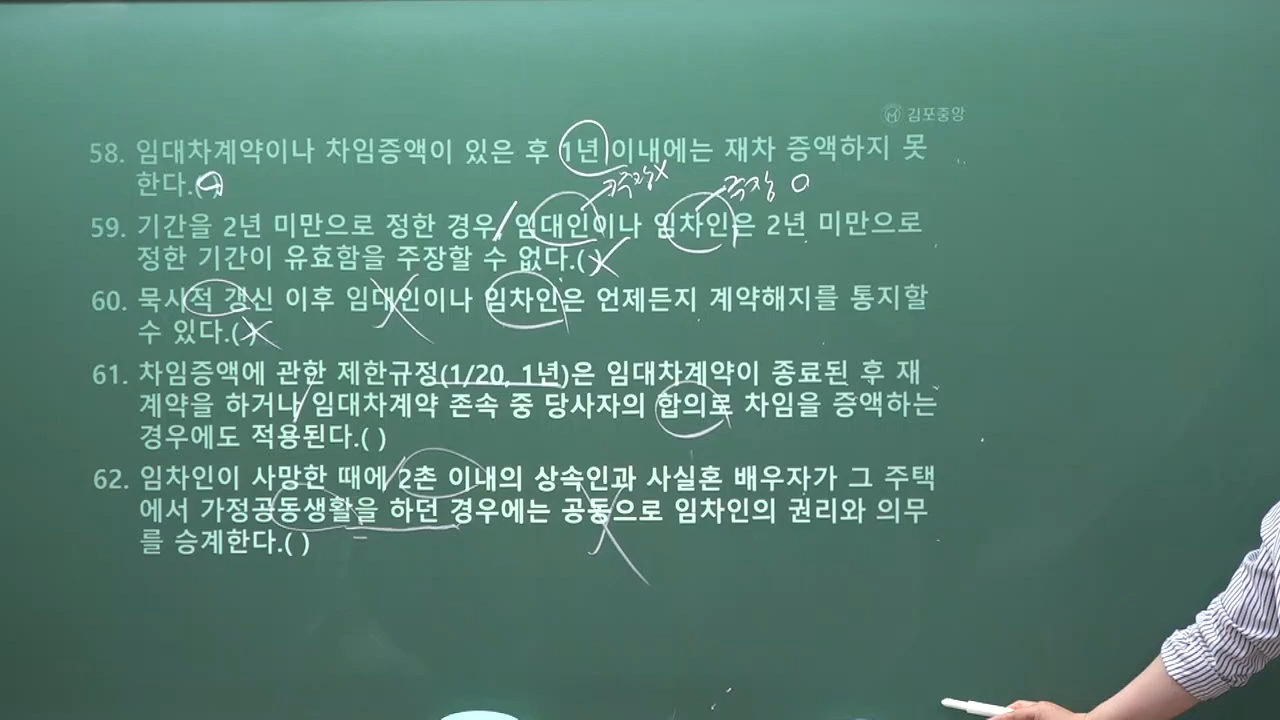 김포중앙
58. 임대차계약이나 차임증액이 있은 후 1년 이내에는 재차 증액하지 못
한다.( )
주장X 주장 O
59. 기간을 2년 미만으로 정한 경우, 임대인이나 임차인은 2년 미만으로
정한 기간이 유효함을 주장할 수 없다.(X
60. 묵시적 갱신 이후 임대인이나 임차인은 언제든지 계약해지를 통지할
수 있다.(X)
61. 차임증액에 관한 제한규정(1/20, 1년)은 임대차계약이 종료된 후 재
계약을 하거나 임대차계약 존속 중 당사자의 합의로 차임을 증액하는
경우에도 적용된다.( )
62. 임차인이 사망한 때에 2촌 이내의 상속인과 사실혼 배우자가 그 주택
에서 가정공동생활을 하던 경우에는 공동으로 임차인의 권리와 의무
를 승계한다.( )